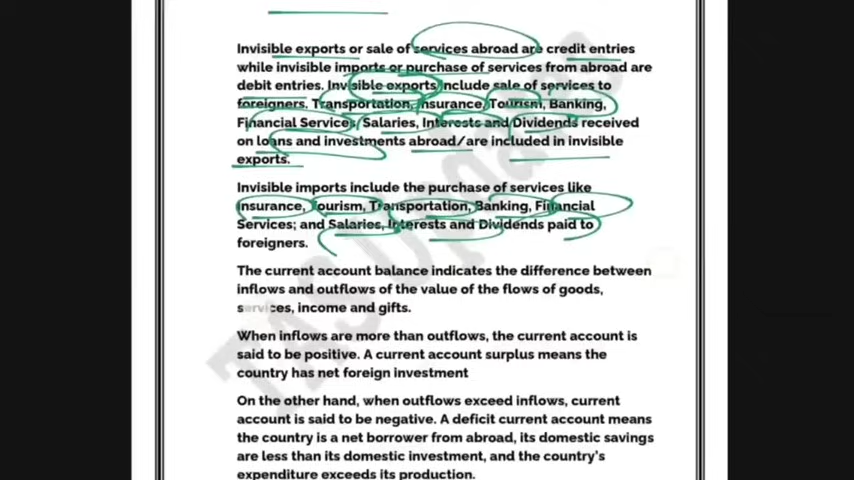 Invisible exports or sale of services abroad are credit entries
while invisible imports or purchase of services from abroad are
debit entries. Invisible exports include sale of services to
foreigners. Transportation, Insurance, Tourism, Banking,
Financial Services, Salaries, Interests and Dividends received
on loans and investments abroad/are included in invisible
exports.
Invisible imports include the purchase of services like
Insurance, Tourism, Transportation, Banking, Financial
Services; and Salaries, Interests and Dividends paid to
foreigners.
The current account balance indicates the difference between
inflows and outflows of the value of the flows of goods,
services, income and gifts.
When inflows are more than outflows, the current account is
said to be positive. A current account surplus means the
country has net foreign investment
On the other hand, when outflows exceed inflows, current
account is said to be negative. A deficit current account means
the country is a net borrower from abroad, its domestic savings
are less than its domestic investment, and the country's
expenditure exceeds its production.